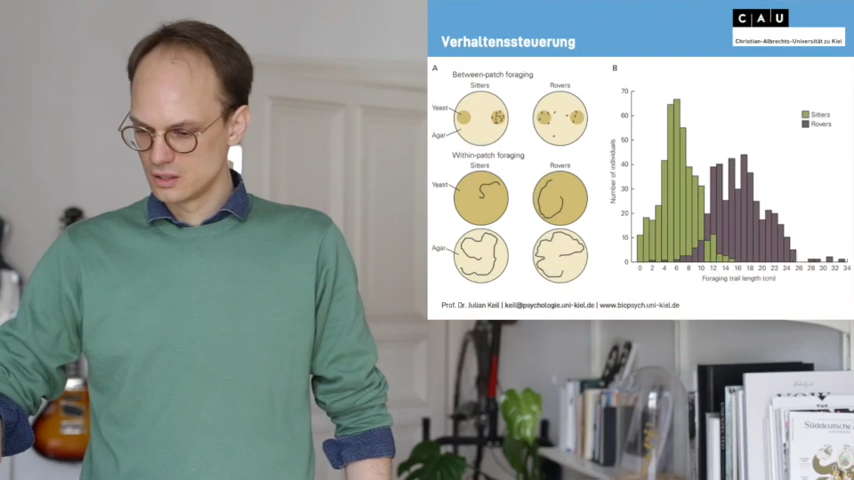 CAU
Christian-Albrechts-Universität zu Kiel
Verhaltenssteuerung
A
Between-patch foraging
Sitters
Rovers
Yeast
Agar
Within-patch foraging
Sitters
Rovers
Yeast
Agar
B
Number of individuals
70
60
50
40
30
20
10
0
0 2 4 6 8 10 12 14 16 18 20 22 24 26 28 30 32 34
Foraging trail length (cm)
Sitters
Rovers
Prof. Dr. Julian Keil | keil@psychologie.uni-kiel.de | www.biopsych.uni-kiel.de
Süddeutsche